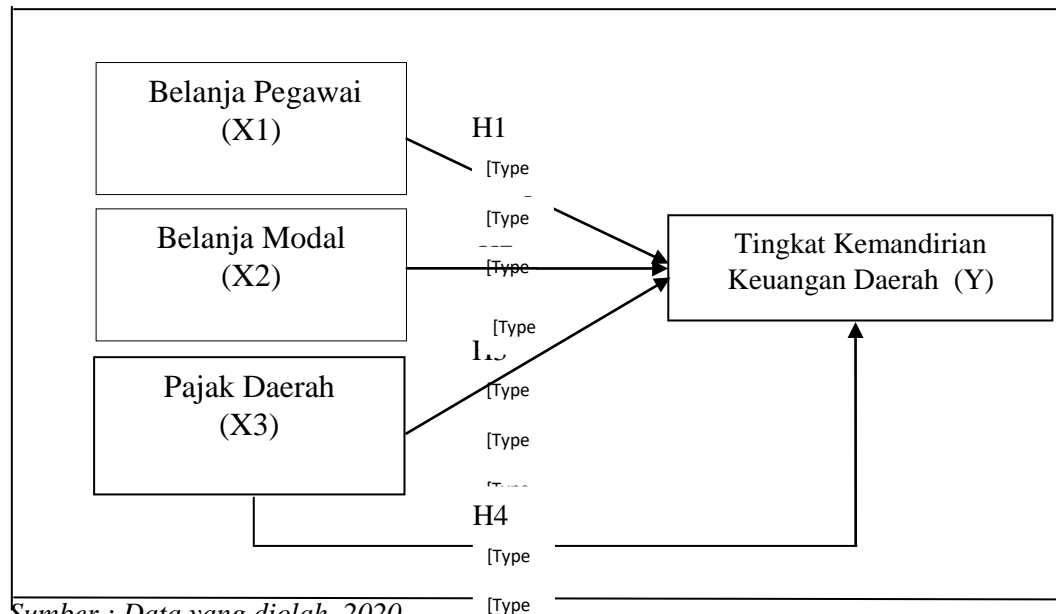 Belanja Pegawai
(X1)
H1
[Type
[Type
Belanja Modal
(X2)
[Type
Tingkat Kemandirian
Keuangan Daerah (Y)
[Type
Pajak Daerah
(X3)
[Type
[Type
H4
[Type
[Type
Sumber : Data yang diolah, 2020